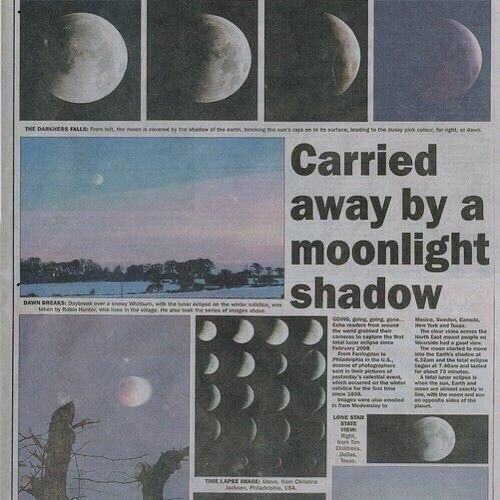 THE DARKNESS FALLS: From left, the moon is covered by the shadow of the earth, blocking the sun's rays on to its surface, leading to the dusky pink colour, far right, at dawn.
Carried
away by a
moonlight
shadow
DAWN BREAKS: Daybreak over a snowy Whitburn, with the lunar eclipse on the winter solstice, was
taken by Robin Hunter, who lives in the village. He also took the series of images above.
GOING, going, going, gone...
Echo readers from around
the world grabbed their
cameras to capture the first
total lunar eclipse since
February 2008.
From Farringdon to
Philadelphia in the U.S.,
dozens of photographers
sent in their pictures of
yesterday's celestial event,
which occurred on the winter
solstice for the first time
since 1638.
Images were also emailed
in from Medomsley to
Mexico, Sweden, Canada,
New York and Texas.
The clear skies across the
North East meant people on
Wearside had a good view.
The moon started to move
into the Earth's shadow at
6.32am and the total eclipse
began at 7.40am and lasted
for about 73 minutes.
A total lunar eclipse is
when the sun, Earth and
moon are almost exactly in
line, with the moon and sun
on opposite sides of the
planet.
LONE STAR
STATE
VIEW:
Right,
from Tim
Childress,
Dallas,
Texas.
TIME LAPSE IMAGE: Above, from Christina
Jackson, Philadelphia, USA.